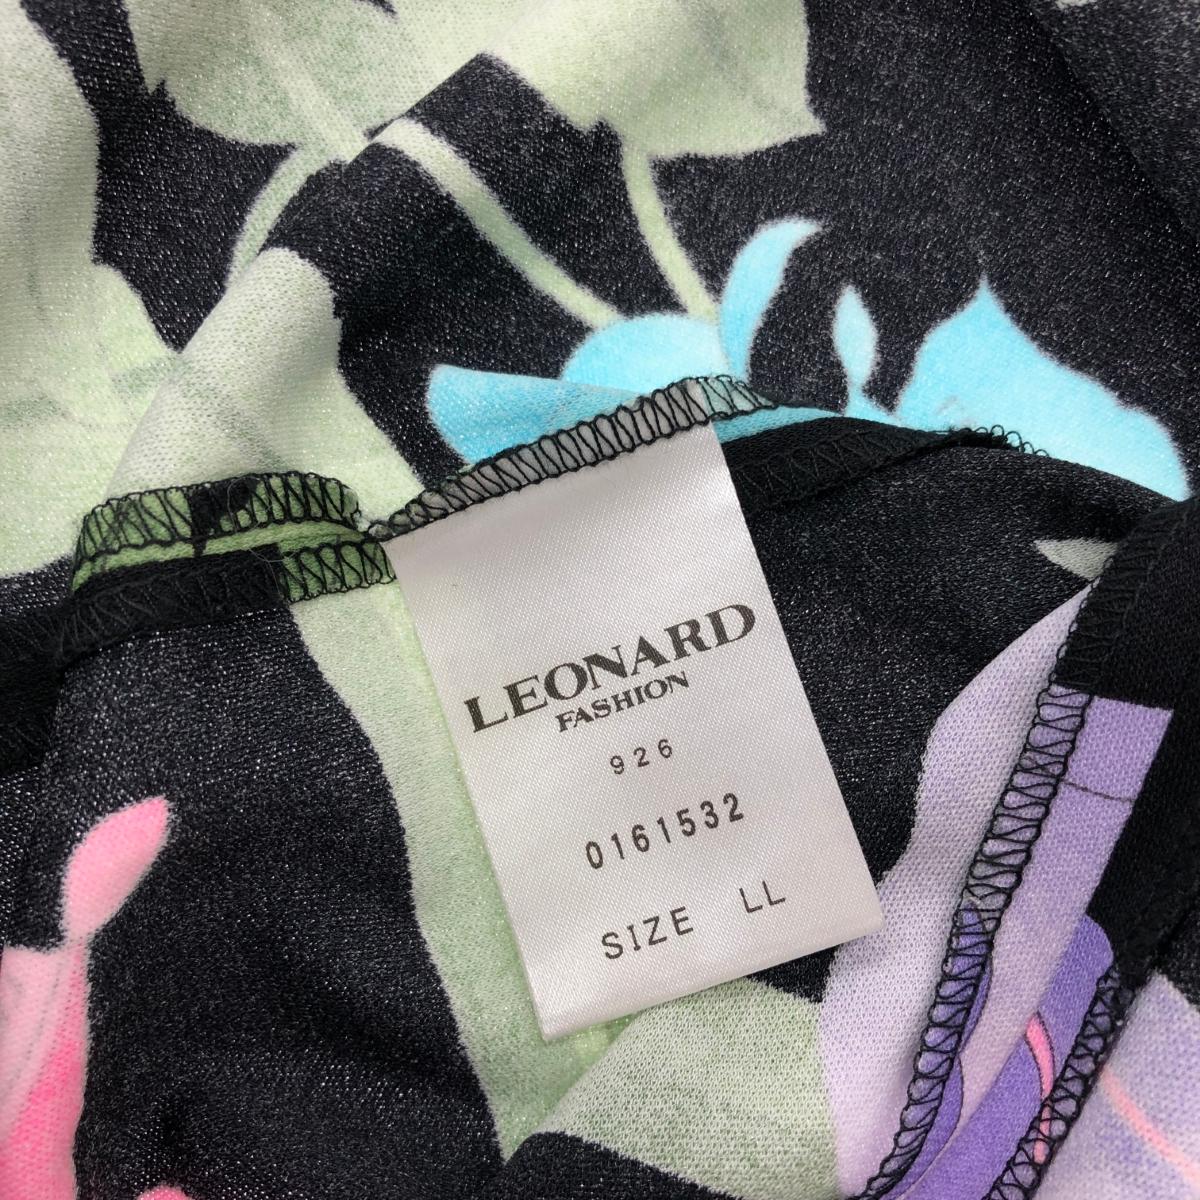 LEONARD
FASHION
926
0161532
SIZE LL